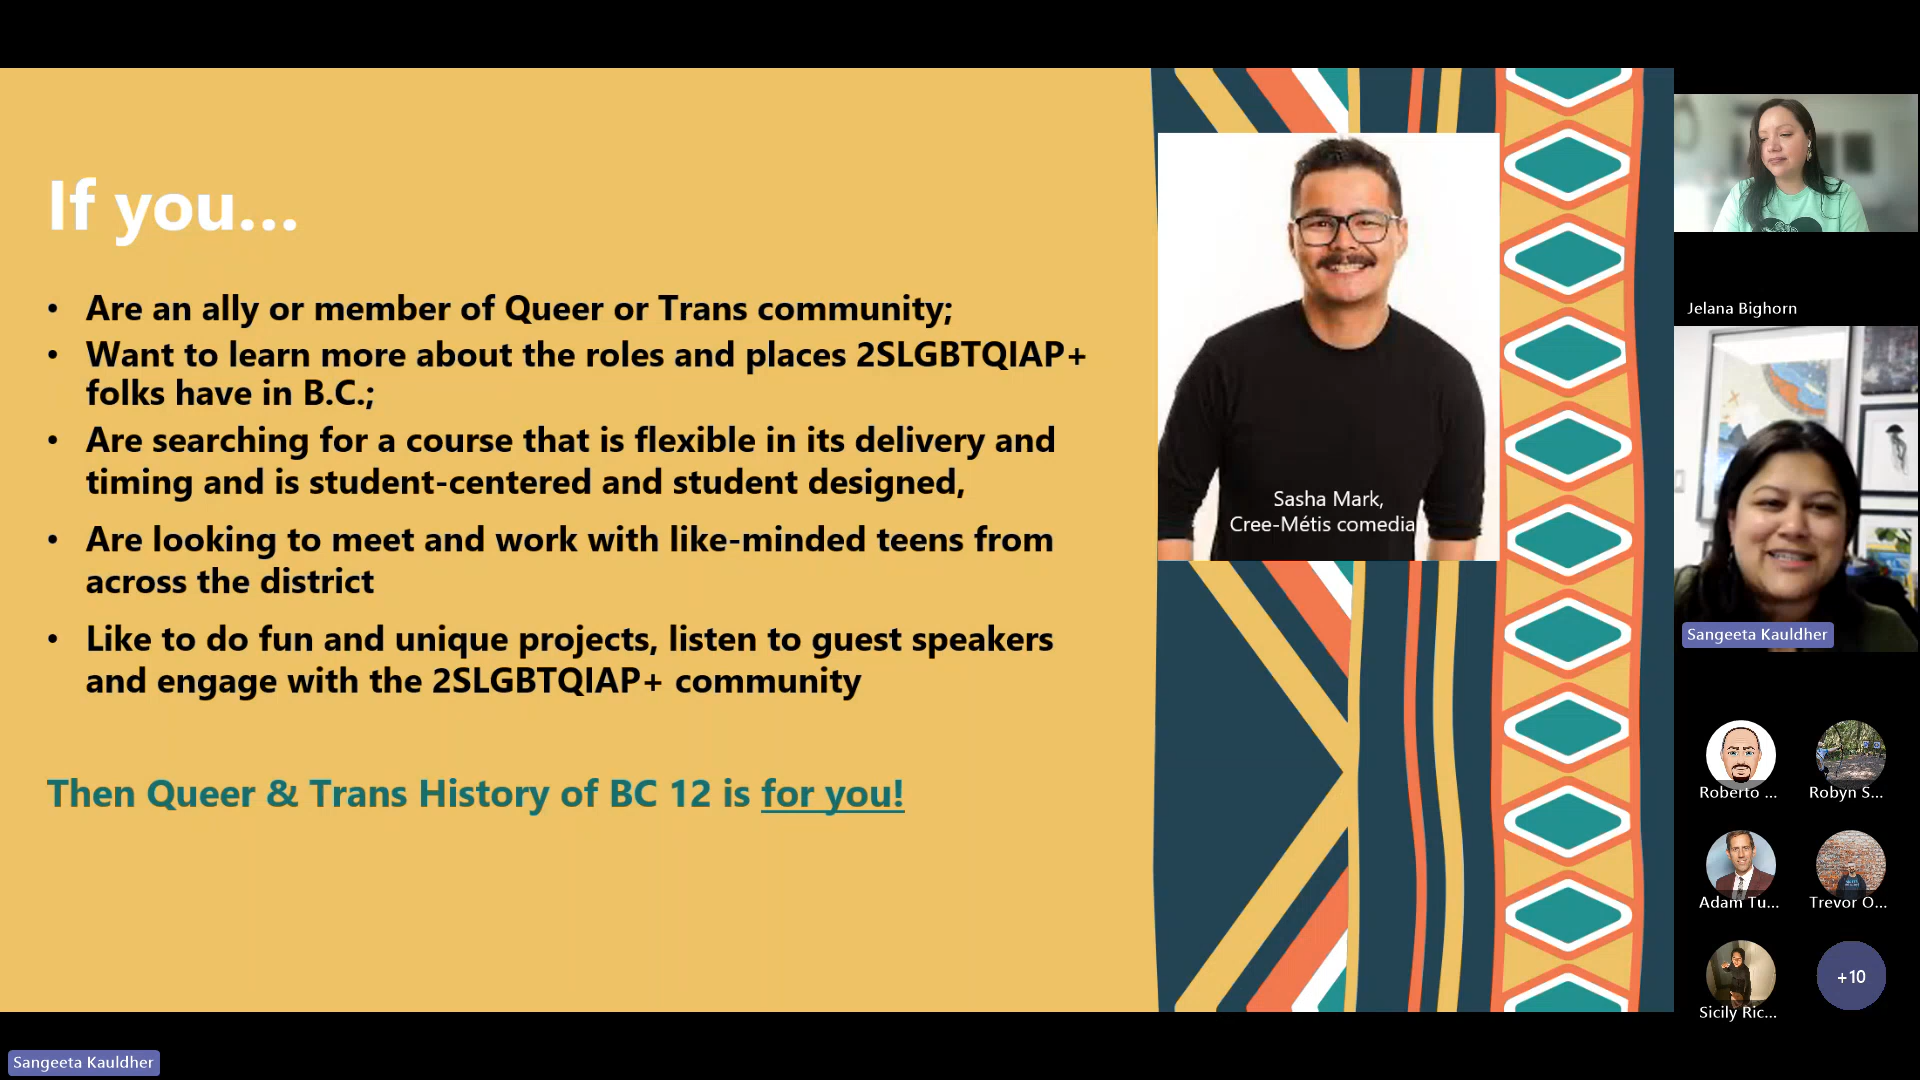 If you...
• Are an ally or member of Queer or Trans community;
• Want to learn more about the roles and places 2SLGBTQIAP+
folks have in B.C.;
• Are searching for a course that is flexible in its delivery and
timing and is student-centered and student designed,
• Are looking to meet and work with like-minded teens from
across the district
• Like to do fun and unique projects, listen to guest speakers
and engage with the 2SLGBTQIAP+ community
Then Queer & Trans History of BC 12 is for you!
Sasha Mark,
Cree-Métis comedia
Jelana Bighorn
Sangeeta Kauldher
Roberto ...
Robyn S...
Adam Tu...
Trevor O...
Sicily Ric...
+10
Sangeeta Kauldher